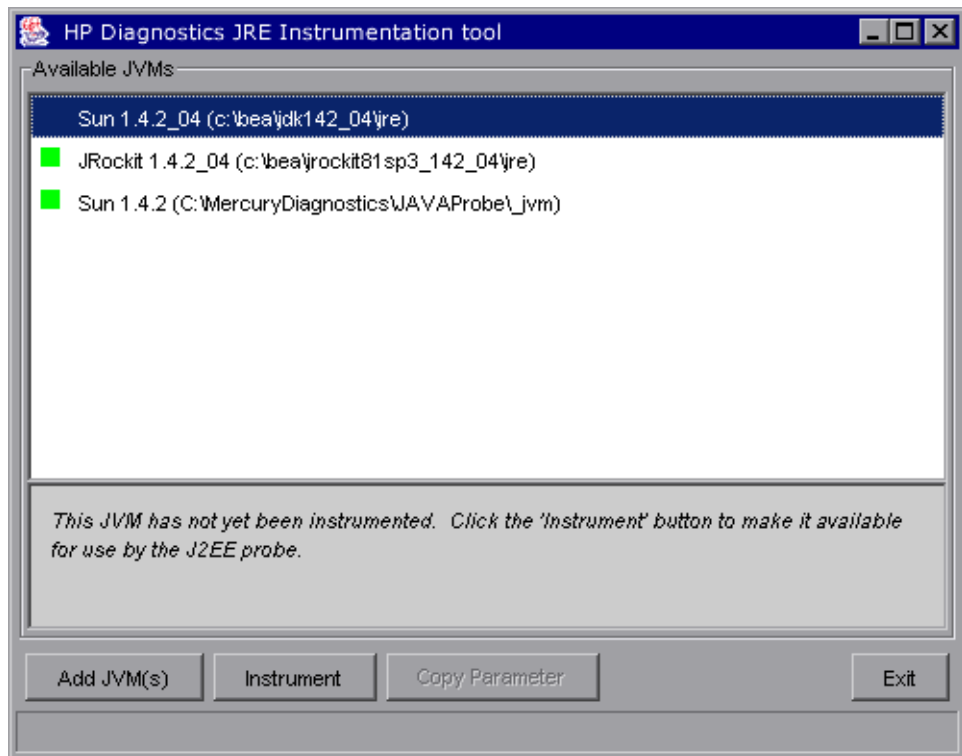 HP Diagnostics JRE Instrumentation tool
Available JVMs
Sun 1.4.2_04 (c:\bea\jdk142_04\jre)
JRockit 1.4.2_04 (c:\bea\jrockit81sp3_142_04\jre)
Sun 1.4.2 (C:\MercuryDiagnostics\JAVAProbe\_jvm)
This JVM has not yet been instrumented.  Click the 'Instrument' button to make it available
for use by the J2EE probe.
Add JVM(s) Instrument Copy Parameter Exit